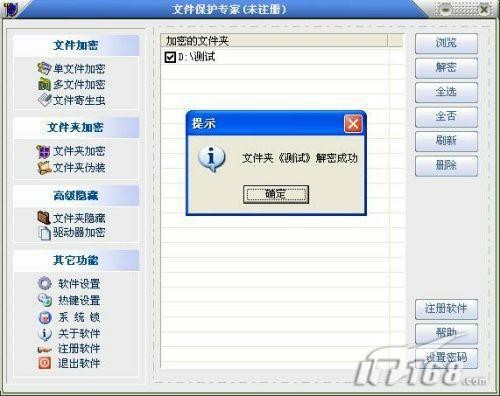 文件保护专家(未注册)
文件加密
单文件加密
多文件加密
文件寄生虫
文件夹加密
文件夹加密
文件夹伪装
高级隐藏
文件夹隐藏
驱动器加密
其它功能
软件设置
热键设置
系统锁
关于软件
注册软件
退出软件
加密的文件夹
D:\测试
提示
文件夹《测试》解密成功
确定
浏览
解密
全选
全否
刷新
删除
注册软件
帮助
设置密码
IT168.com